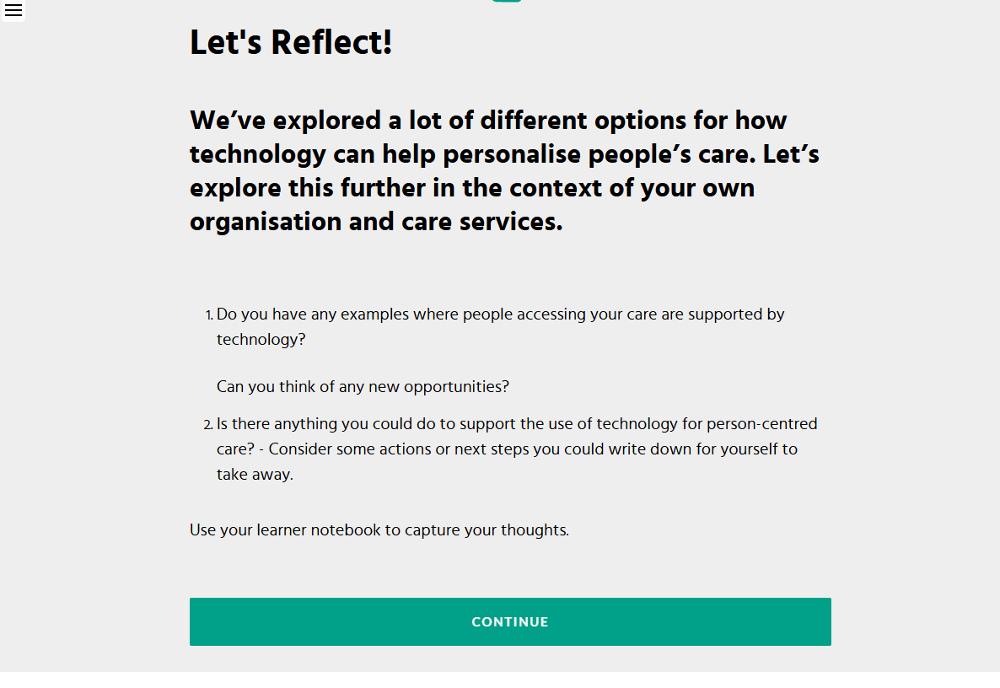 Let's Reflect!
We’ve explored a lot of different options for how
technology can help personalise people’s care. Let’s
explore this further in the context of your own
organisation and care services.
1. Do you have any examples where people accessing your care are supported by
technology?
Can you think of any new opportunities?
2. Is there anything you could do to support the use of technology for person-centred
care? - Consider some actions or next steps you could write down for yourself to
take away.
Use your learner notebook to capture your thoughts.
CONTINUE